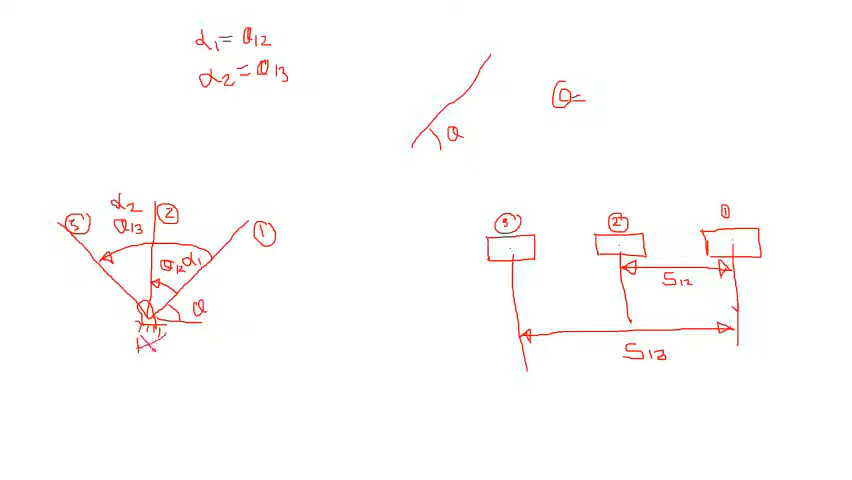 α1 = θ12
α2 = θ13
θ
θ=
α2
θ13
3
2
1
θ12 α1
θ
3
2
1
S12
S13